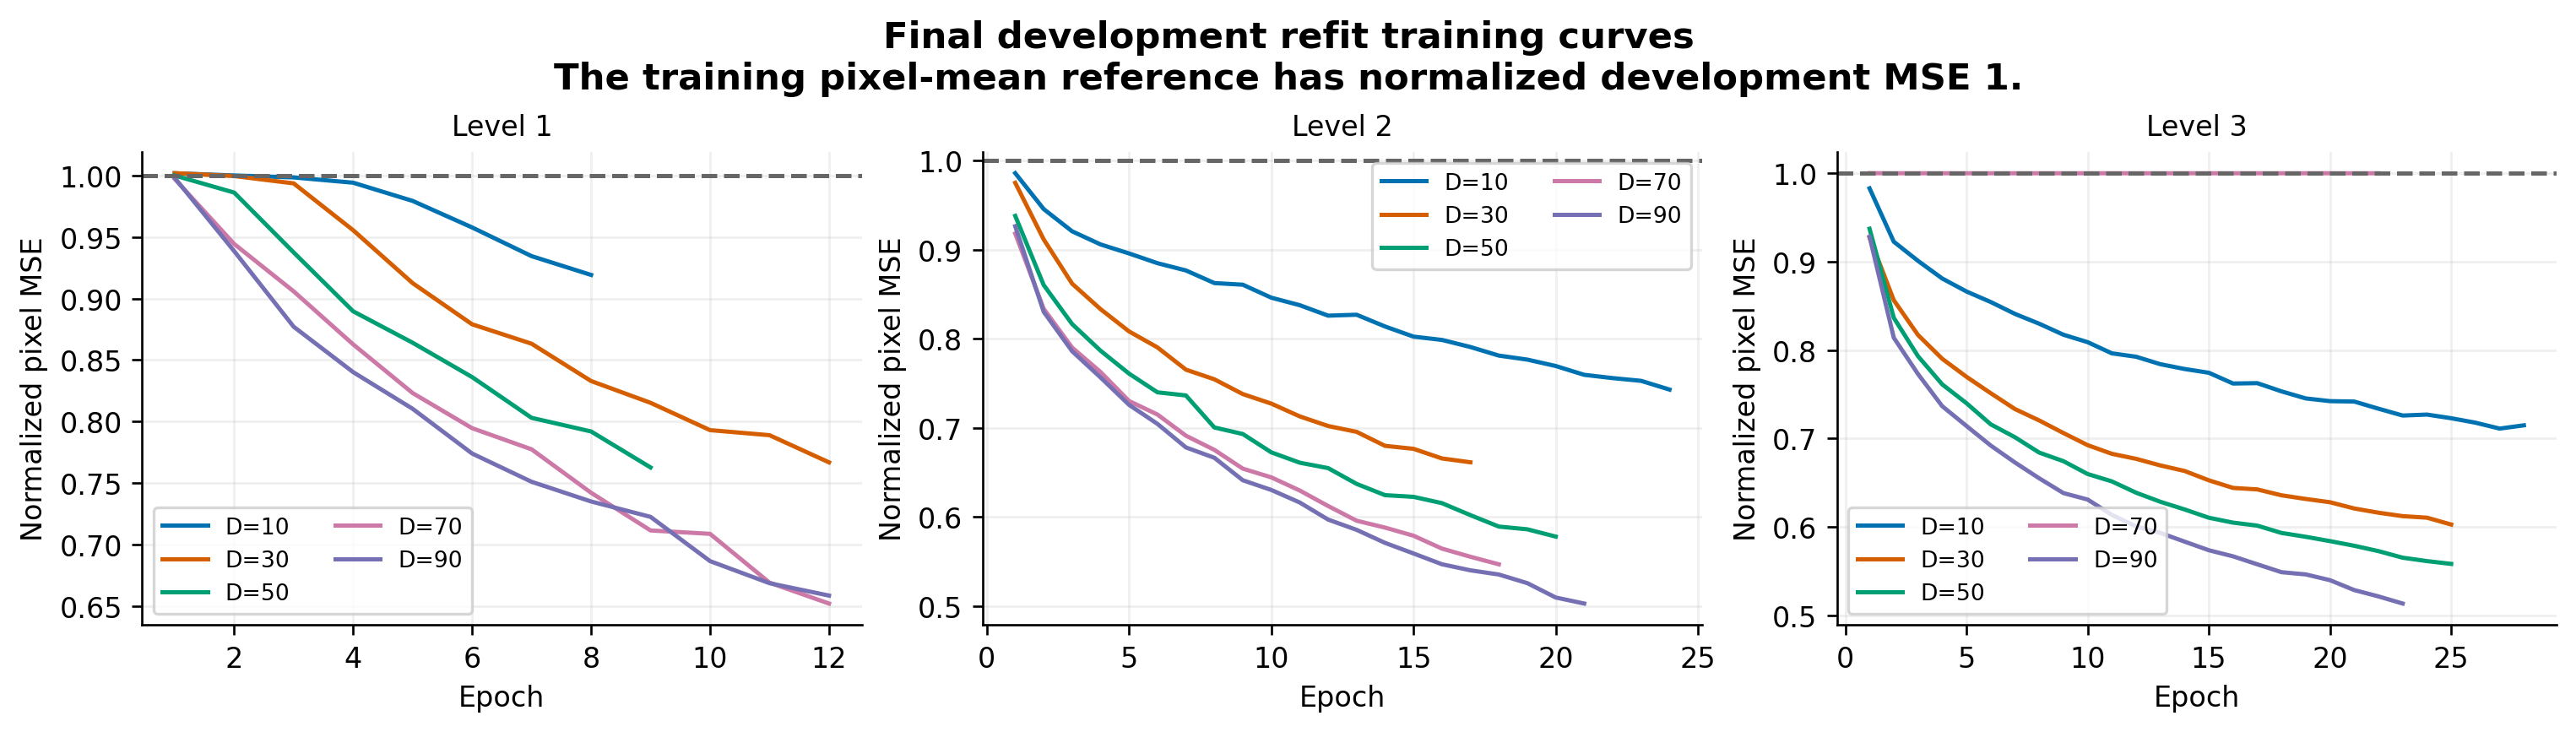 Final development refit training curves
The training pixel-mean reference has normalized development MSE 1.
Level 1
Normalized pixel MSE
1.00
0.95
0.90
0.85
0.80
0.75
0.70
0.65
D=10
D=30
D=50
D=70
D=90
2 4 6 8 10 12
Epoch
Level 2
Normalized pixel MSE
1.0
0.9
0.8
0.7
0.6
0.5
D=10
D=30
D=50
D=70
D=90
0 5 10 15 20 25
Epoch
Level 3
Normalized pixel MSE
1.0
0.9
0.8
0.7
0.6
0.5
D=10
D=30
D=50
D=70
D=90
0 5 10 15 20 25
Epoch